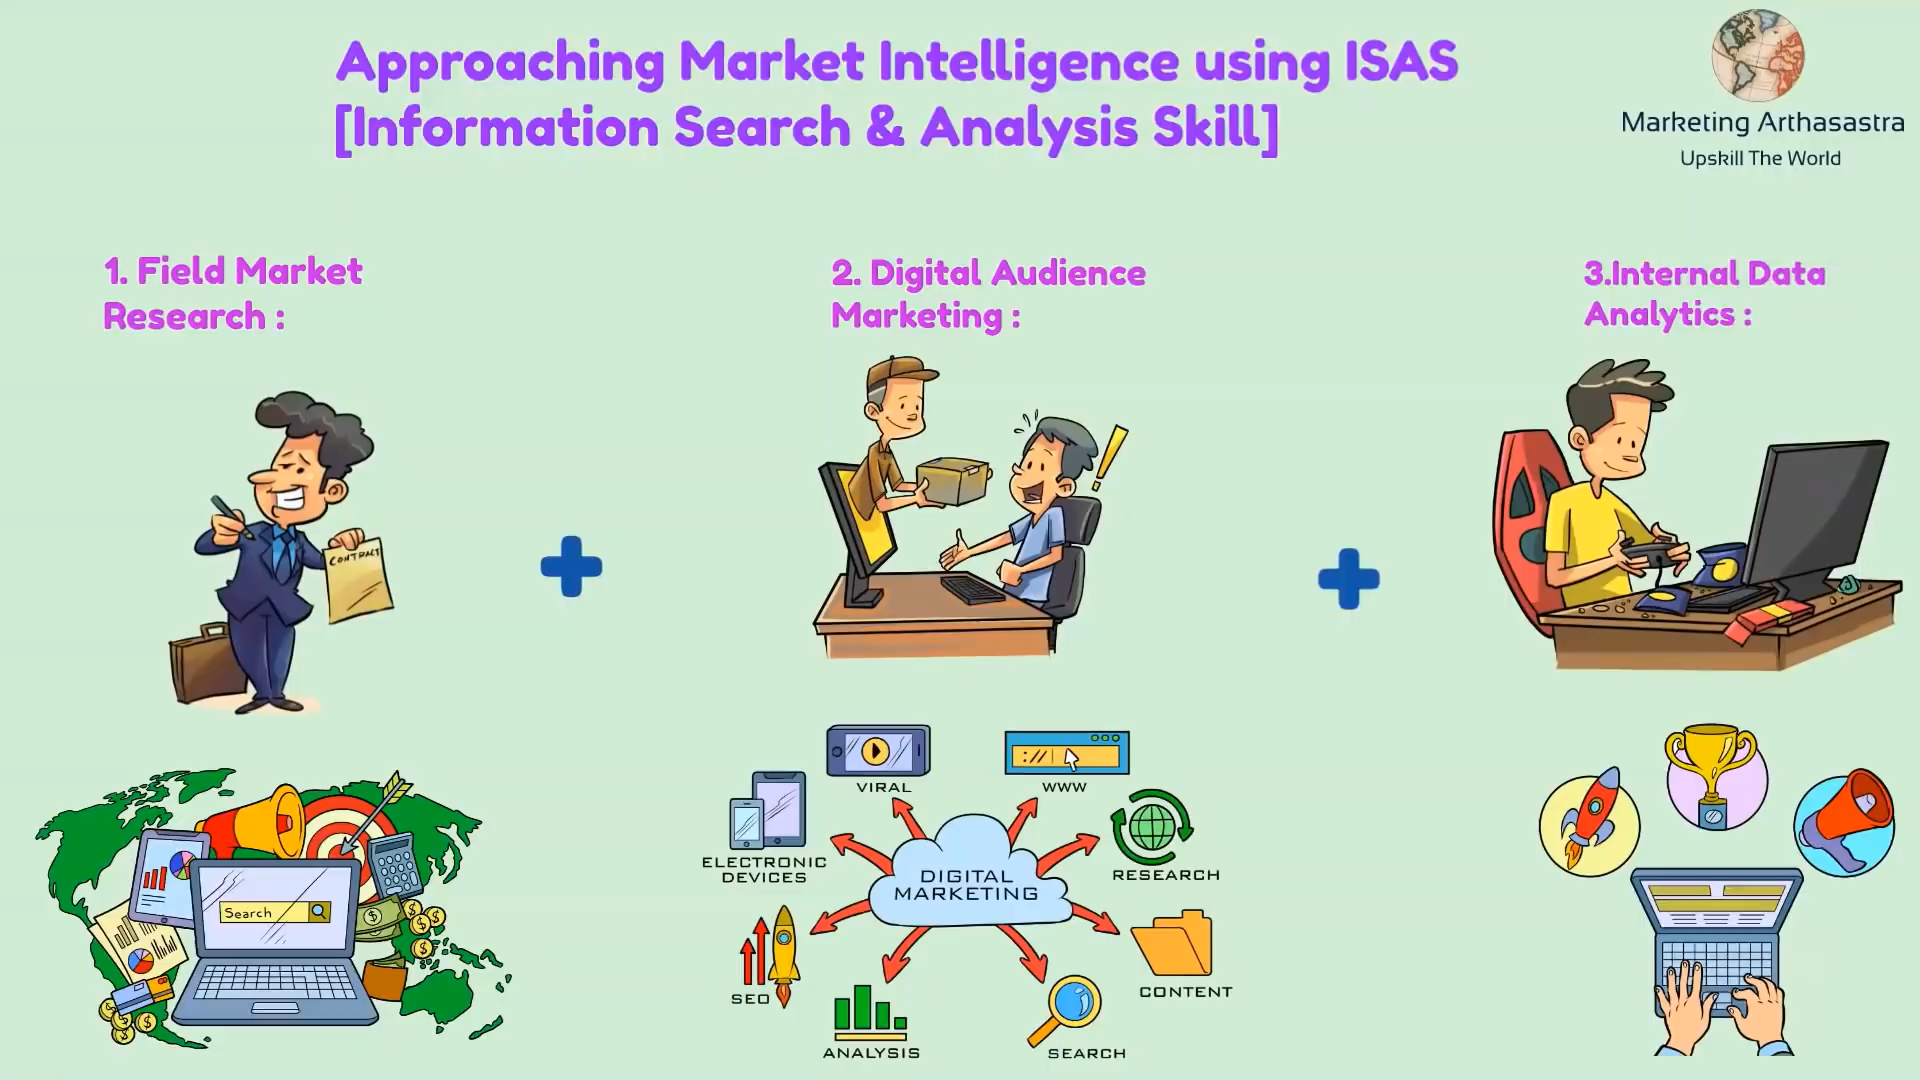 Approaching Market Intelligence using ISAS
[Information Search & Analysis Skill]
Marketing Arthasastra
Upskill The World
1. Field Market
Research :
2. Digital Audience
Marketing :
3.Internal Data
Analytics :
CONTRACT
Search
VIRAL
WWW
ELECTRONIC
DEVICES
RESEARCH
DIGITAL
MARKETING
SEO
CONTENT
ANALYSIS
SEARCH